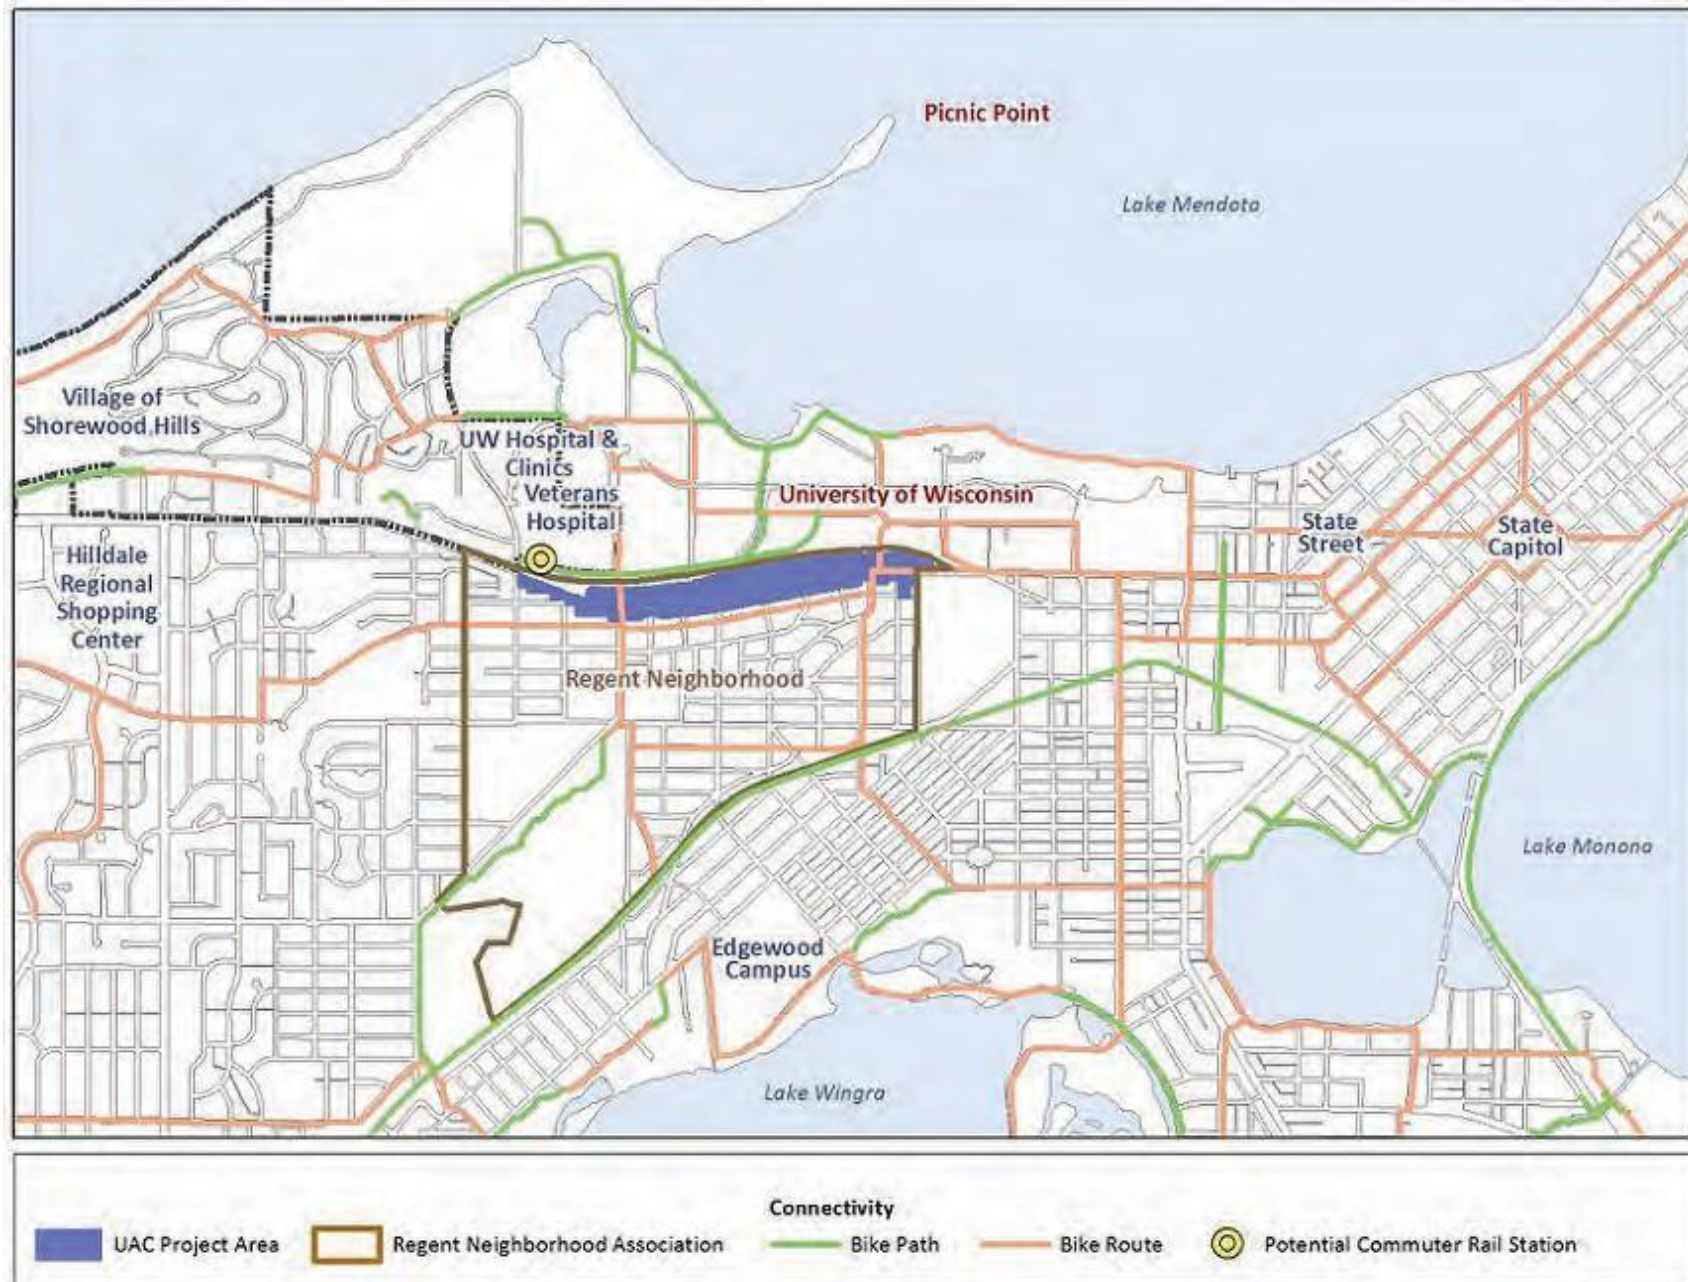 Picnic Point
Lake Mendota
Village of
Shorewood Hills
UW Hospital &
Clinics
Veterans
Hospital
University of Wisconsin
State
Street
State
Capitol
Hilldale
Regional
Shopping
Center
Regent Neighborhood
Lake Monona
Edgewood
Campus
Lake Wingra
Connectivity
UAC Project Area
Regent Neighborhood Association
Bike Path
Bike Route
Potential Commuter Rail Station